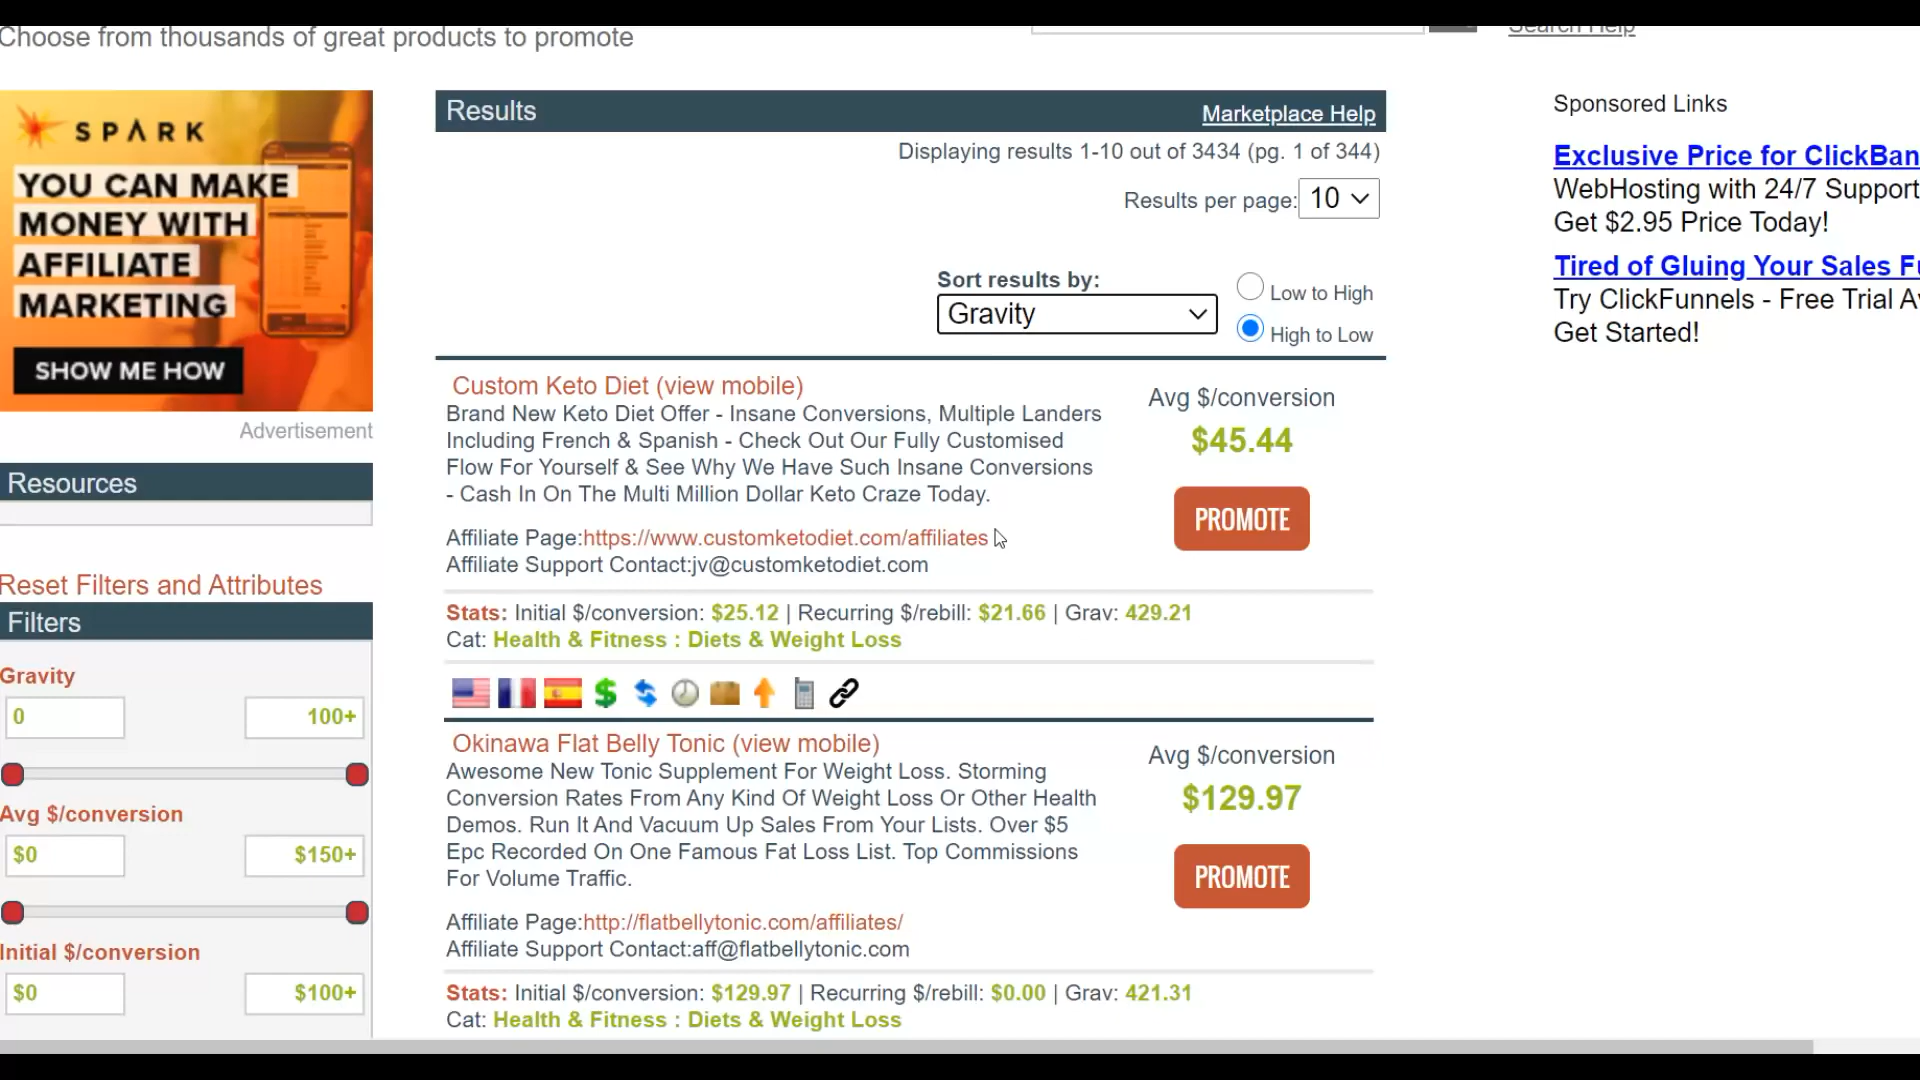 Choose from thousands of great products to promote
Search Help
SPARK
YOU CAN MAKE
MONEY WITH
AFFILIATE
MARKETING
SHOW ME HOW
Advertisement
Resources
Reset Filters and Attributes
Filters
Gravity
0 100+
Avg $/conversion
$0 $150+
Initial $/conversion
$0 $100+
Results Marketplace Help
Displaying results 1-10 out of 3434 (pg. 1 of 344)
Results per page: 10
Sort results by:
Gravity
Low to High
High to Low
Custom Keto Diet (view mobile)
Brand New Keto Diet Offer - Insane Conversions, Multiple Landers
Including French & Spanish - Check Out Our Fully Customised
Flow For Yourself & See Why We Have Such Insane Conversions
- Cash In On The Multi Million Dollar Keto Craze Today.
Avg $/conversion
$45.44
PROMOTE
Affiliate Page:https://www.customketodiet.com/affiliates
Affiliate Support Contact:jv@customketodiet.com
Stats: Initial $/conversion: $25.12 | Recurring $/rebill: $21.66 | Grav: 429.21
Cat: Health & Fitness : Diets & Weight Loss
Okinawa Flat Belly Tonic (view mobile)
Awesome New Tonic Supplement For Weight Loss. Storming
Conversion Rates From Any Kind Of Weight Loss Or Other Health
Demos. Run It And Vacuum Up Sales From Your Lists. Over $5
Epc Recorded On One Famous Fat Loss List. Top Commissions
For Volume Traffic.
Avg $/conversion
$129.97
PROMOTE
Affiliate Page:http://flatbellytonic.com/affiliates/
Affiliate Support Contact:aff@flatbellytonic.com
Stats: Initial $/conversion: $129.97 | Recurring $/rebill: $0.00 | Grav: 421.31
Cat: Health & Fitness : Diets & Weight Loss
Sponsored Links
Exclusive Price for ClickBan
WebHosting with 24/7 Support
Get $2.95 Price Today!
Tired of Gluing Your Sales Fu
Try ClickFunnels - Free Trial Av
Get Started!